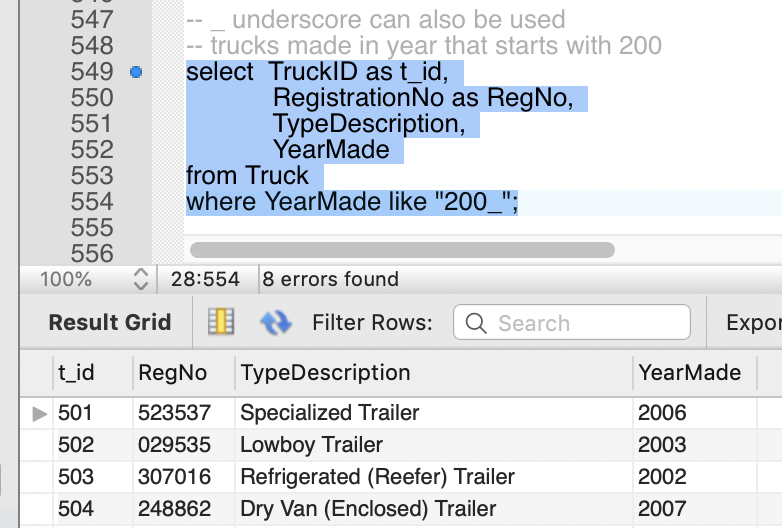 547 -- _ underscore can also be used
548 -- trucks made in year that starts with 200
549 select TruckID as t_id,
550 RegistrationNo as RegNo,
551 TypeDescription,
552 YearMade
553 from Truck
554 where YearMade like "200_";
555
556
100% 28:554 8 errors found
Result Grid Filter Rows: Search
t_id RegNo TypeDescription YearMade
501 523537 Specialized Trailer 2006
502 029535 Lowboy Trailer 2003
503 307016 Refrigerated (Reefer) Trailer 2002
504 248862 Dry Van (Enclosed) Trailer 2007